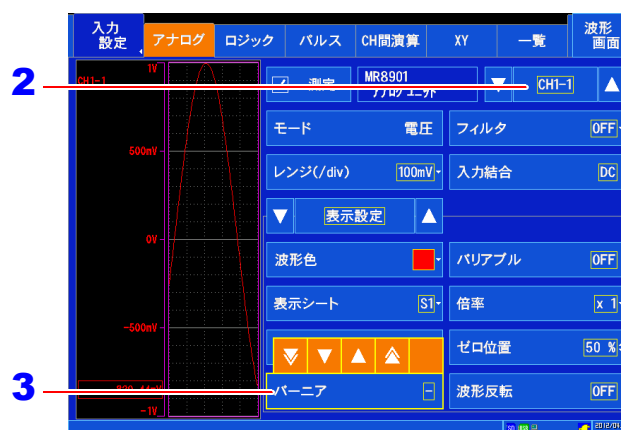 入力設定
アナログ
ロジック
パルス
CH間演算
XY
一覧
波形画面
2
CH1-1
1V
測定
MR8901
アナログ ユニット
▼ CH1-1 ▲
モード 電圧
フィルタ OFF
500mV
レンジ(/div) 100mV
入力結合 DC
▼ 表示設定 ▲
0V
波形色
バリアブル OFF
表示シート S1
倍率 x 1
-500mV
ゼロ位置 50 %
3
バーニア -
波形反転 OFF
-1V